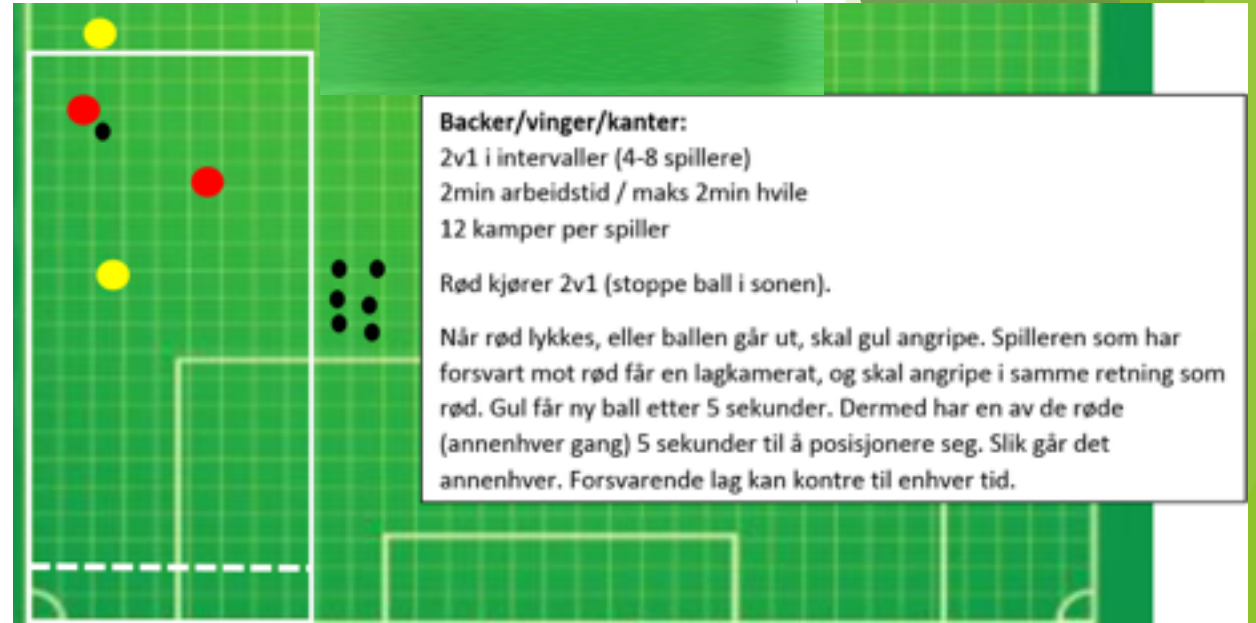 Backer/vinger/kanter:
2v1 i intervaller (4-8 spillere)
2min arbeidstid / maks 2min hvile
12 kamper per spiller
Rød kjører 2v1 (stoppe ball i sonen).
Når rød lykkes, eller ballen går ut, skal gul angripe. Spilleren som har
forsvart mot rød får en lagkamerat, og skal angripe i samme retning som
rød. Gul får ny ball etter 5 sekunder. Dermed har en av de røde
(annenhver gang) 5 sekunder til å posisjonere seg. Slik går det
annenhver. Forsvarende lag kan kontre til enhver tid.